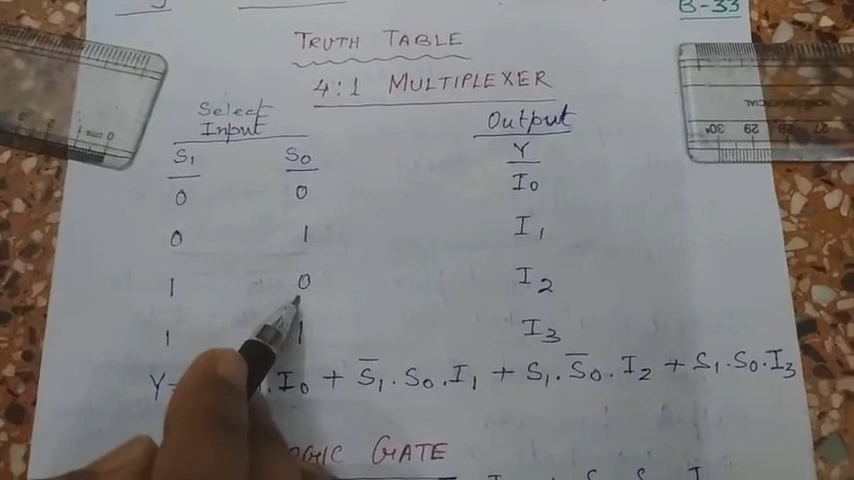 B-33
TRUTH TABLE
4:1 MULTIPLEXER
Select Output
Input
S₁ S₀ Y
0 0 I₀
0 1 I₁
1 0 I₂
1 1 I₃
Y= .I₀ + S̅₁.S₀.I₁ + S₁.S̅₀.I₂ + S₁.S₀.I₃
GATE